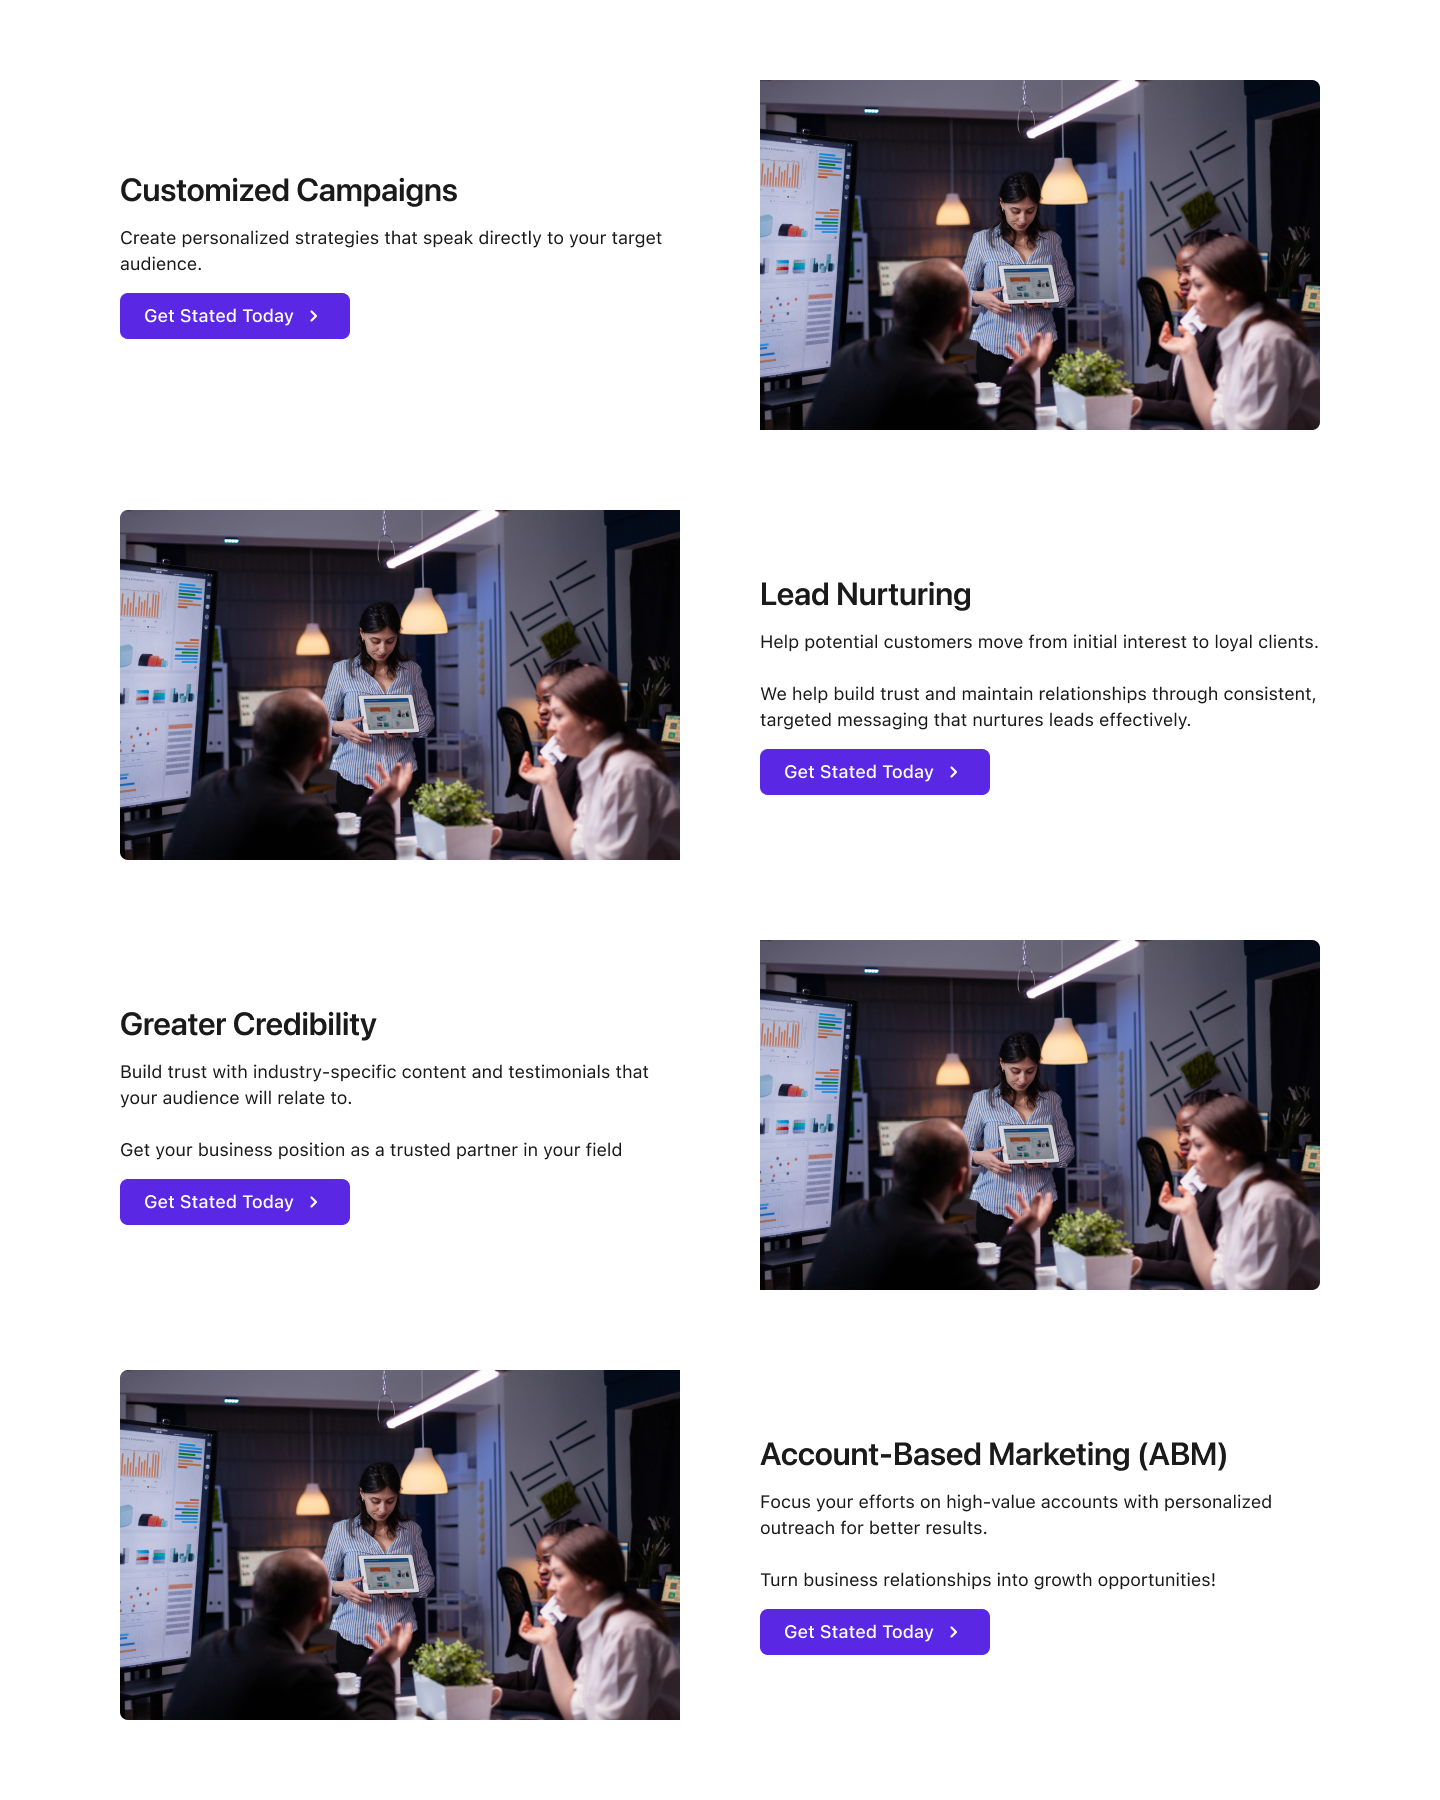 Customized Campaigns
Create personalized strategies that speak directly to your target
audience.
Get Stated Today
Lead Nurturing
Help potential customers move from initial interest to loyal clients.
We help build trust and maintain relationships through consistent,
targeted messaging that nurtures leads effectively.
Get Stated Today
Greater Credibility
Build trust with industry-specific content and testimonials that
your audience will relate to.
Get your business position as a trusted partner in your field
Get Stated Today
Account-Based Marketing (ABM)
Focus your efforts on high-value accounts with personalized
outreach for better results.
Turn business relationships into growth opportunities!
Get Stated Today